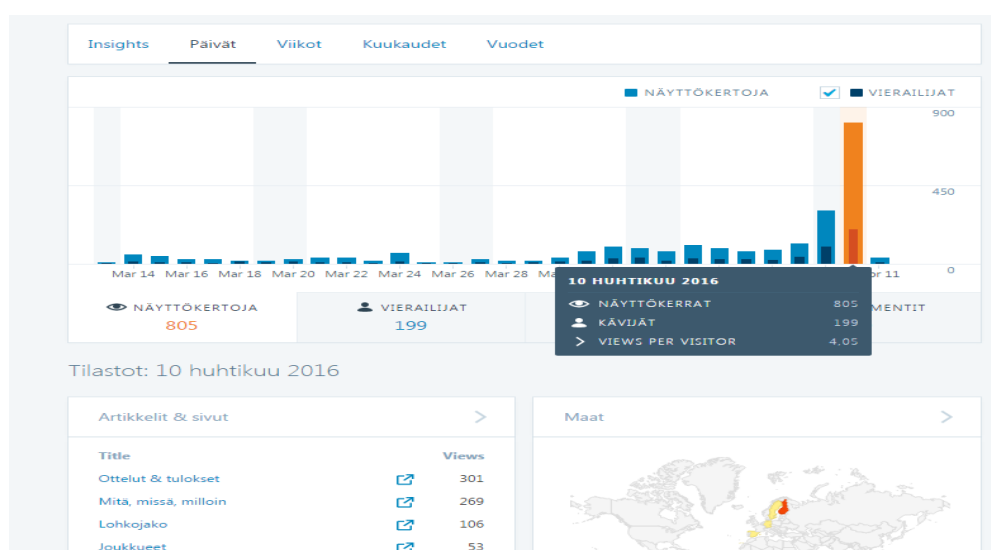 Insights Päivät Viikot Kuukaudet Vuodet
NÄYTTÖKERTOJA VIERAILIJAT
900
450
0
Mar 14 Mar 16 Mar 18 Mar 20 Mar 22 Mar 24 Mar 26 Mar 28
10 HUHTIKUU 2016
NÄYTTÖKERRAT 805
KÄVIJÄT 199
VIEWS PER VISITOR 4,05
NÄYTTÖKERTOJA
805
VIERAILIJAT
199
Tilastot: 10 huhtikuu 2016
Artikkelit & sivut
Title Views
Ottelut & tulokset 301
Mitä, missä, milloin 269
Lohkojako 106
Joukkueet 53
Maat